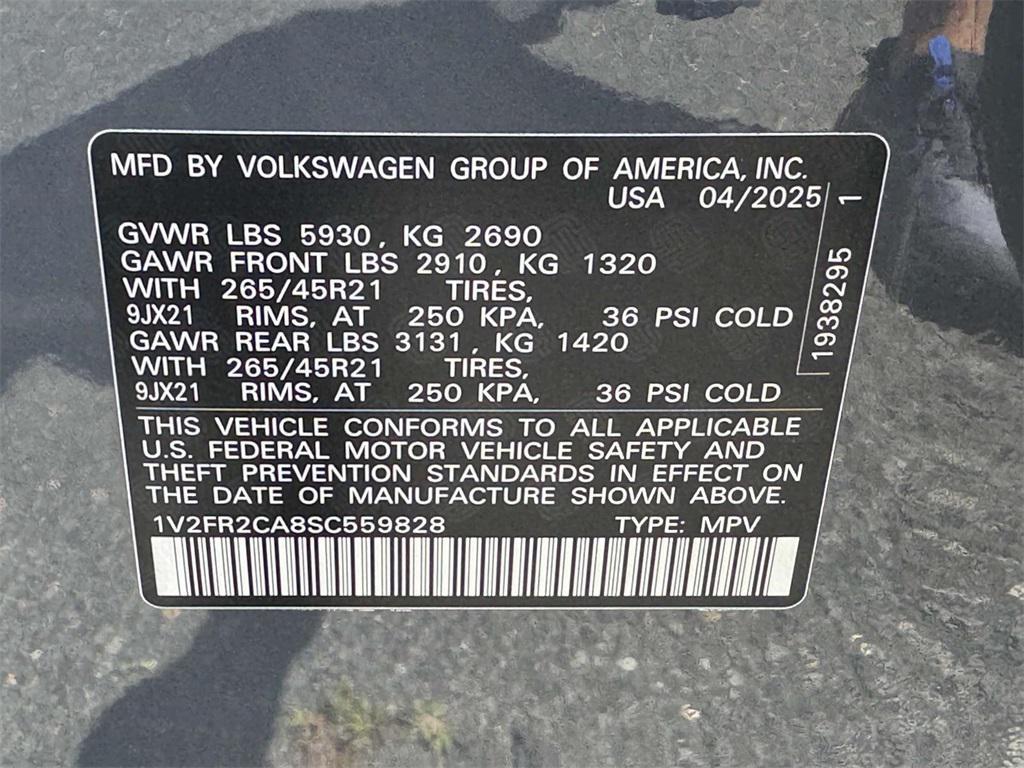 MFD BY VOLKSWAGEN GROUP OF AMERICA, INC.
USA 04/2025
GVWR LBS 5930, KG 2690
GAWR FRONT LBS 2910, KG 1320
WITH 265/45R21 TIRES,
9JX21 RIMS, AT 250 KPA, 36 PSI COLD
GAWR REAR LBS 3131, KG 1420
WITH 265/45R21 TIRES,
9JX21 RIMS, AT 250 KPA, 36 PSI COLD
1938295 1
THIS VEHICLE CONFORMS TO ALL APPLICABLE
U.S. FEDERAL MOTOR VEHICLE SAFETY AND
THEFT PREVENTION STANDARDS IN EFFECT ON
THE DATE OF MANUFACTURE SHOWN ABOVE.
1V2FR2CA8SC559828 TYPE: MPV